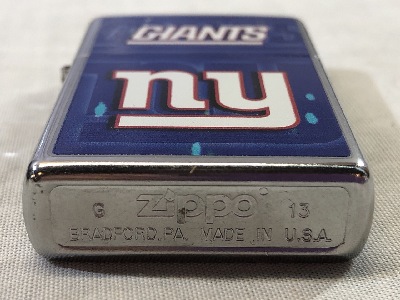 GIANTS
ny
G Zippo 13
BRADFORD, PA. MADE IN U.S.A.